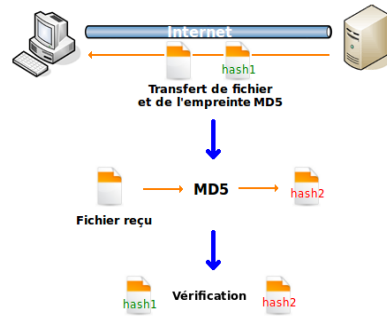 Internet
hash1
Transfert de fichier
et de l'empreinte MD5
MD5
hash2
Fichier reçu
hash1
Vérification
hash2